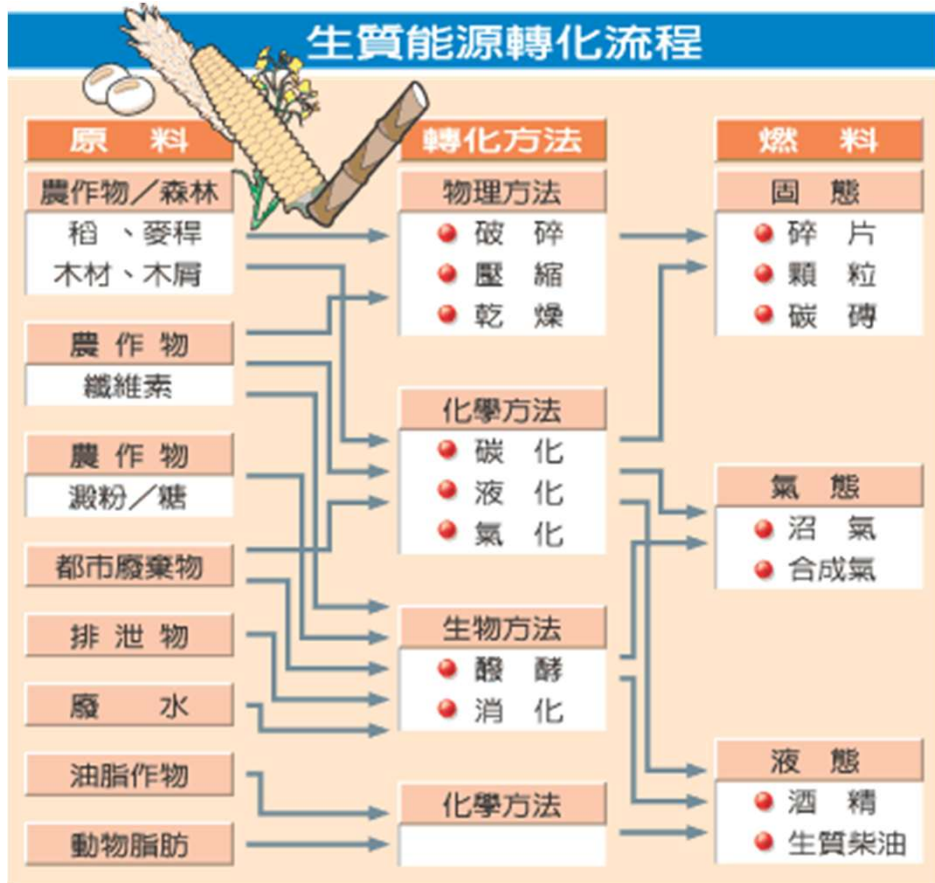 生質能源轉化流程
原 料
農作物／森林
稻、麥稈
木材、木屑
農作物
纖維素
農作物
澱粉／糖
都市廢棄物
排泄物
廢 水
油脂作物
動物脂肪
轉化方法
物理方法
破 碎
壓 縮
乾 燥
化學方法
碳 化
液 化
氣 化
生物方法
醱 酵
消 化
化學方法
燃 料
固 態
碎 片
顆 粒
碳 磚
氣 態
沼 氣
合成氣
液 態
酒 精
生質柴油